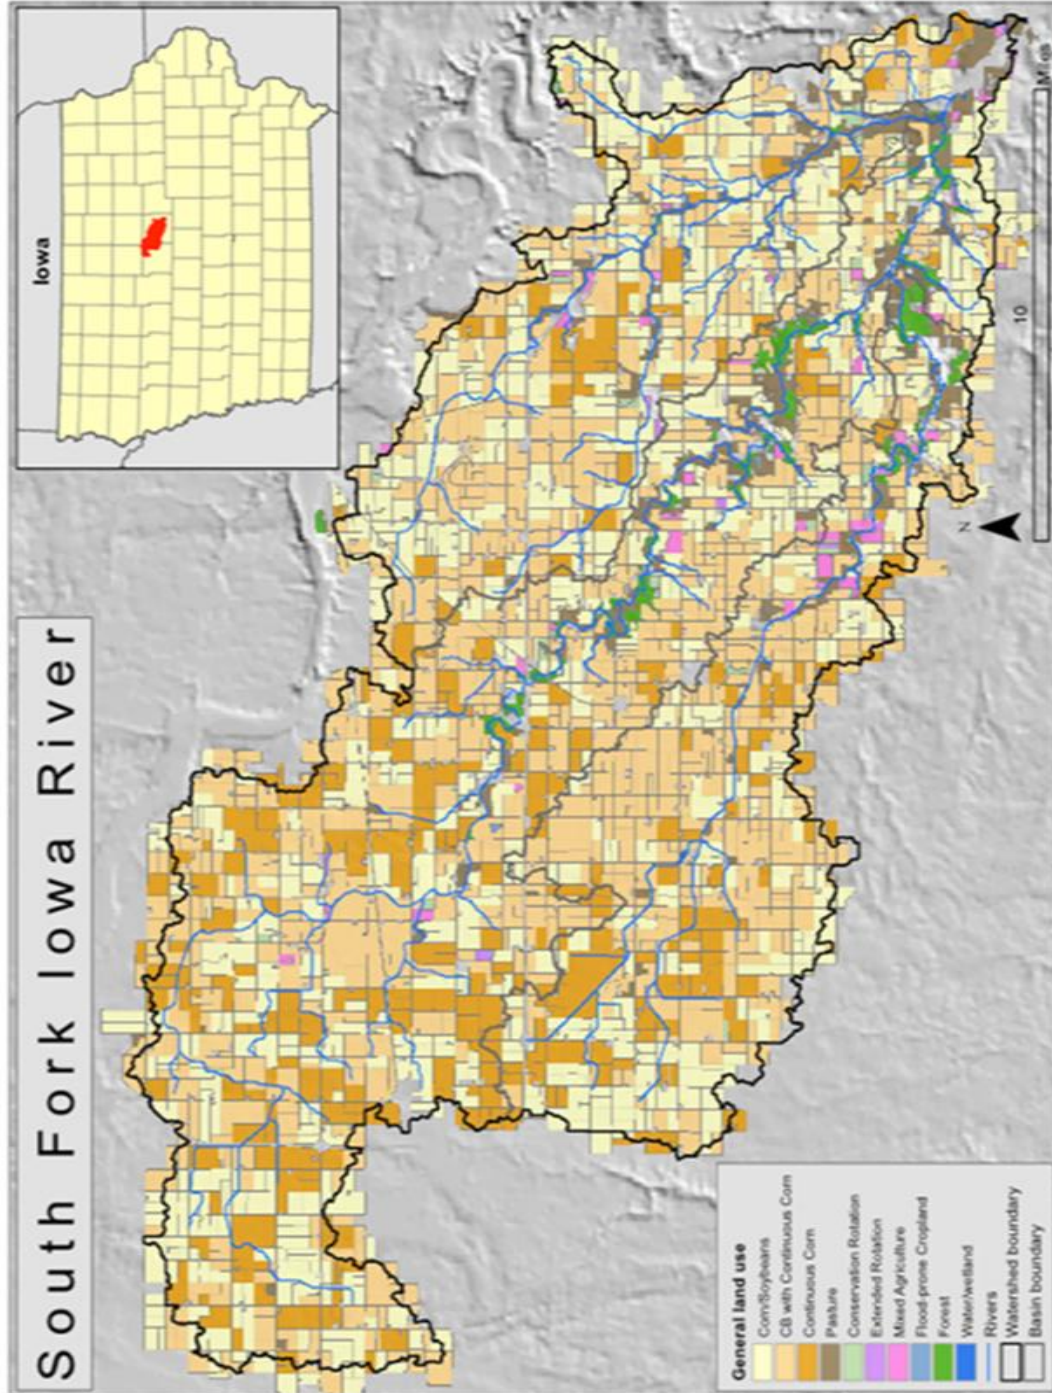 South Fork Iowa River
Iowa
General land use
Corn/Soybeans
CB with Continuous Corn
Continuous Corn
Pasture
Conservation Rotation
Extended Rotation
Mixed Agriculture
Flood-prone Cropland
Forest
Water/wetland
Rivers
Watershed boundary
Basin boundary
N
10
Miles